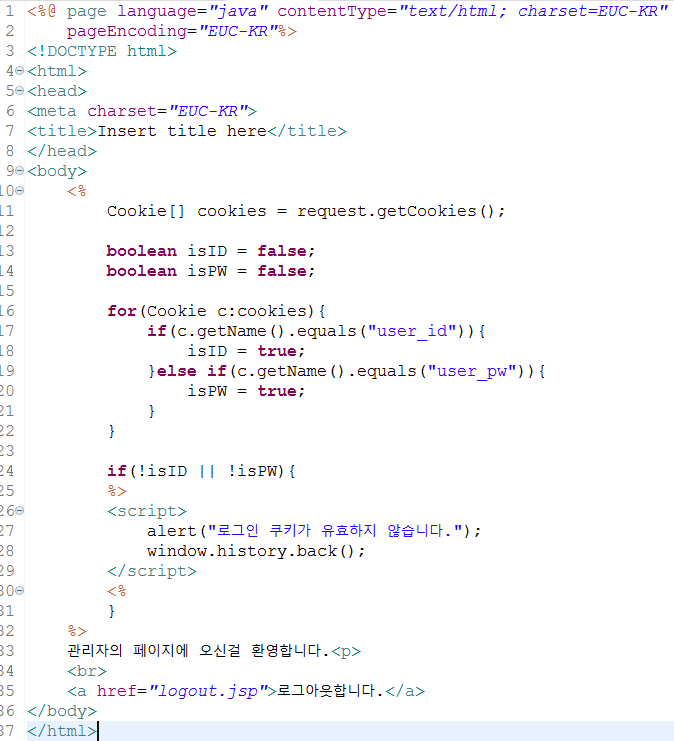 1 <%@ page language="java" contentType="text/html; charset=EUC-KR"
2     pageEncoding="EUC-KR"%>
3 <!DOCTYPE html>
4 <html>
5 <head>
6 <meta charset="EUC-KR">
7 <title>Insert title here</title>
8 </head>
9 <body>
10     <%
11         Cookie[] cookies = request.getCookies();
12
13         boolean isID = false;
14         boolean isPW = false;
15
16         for(Cookie c:cookies){
17             if(c.getName().equals("user_id")){
18                 isID = true;
19             }else if(c.getName().equals("user_pw")){
20                 isPW = true;
21             }
22         }
23
24         if(!isID || !isPW){
25         %>
26         <script>
27             alert("로그인 쿠키가 유효하지 않습니다.");
28             window.history.back();
29         </script>
30         <%
31         }
32     %>
33     관리자의 페이지에 오신걸 환영합니다.<p>
34     <br>
35     <a href="logout.jsp">로그아웃합니다.</a>
36 </body>
37 </html>